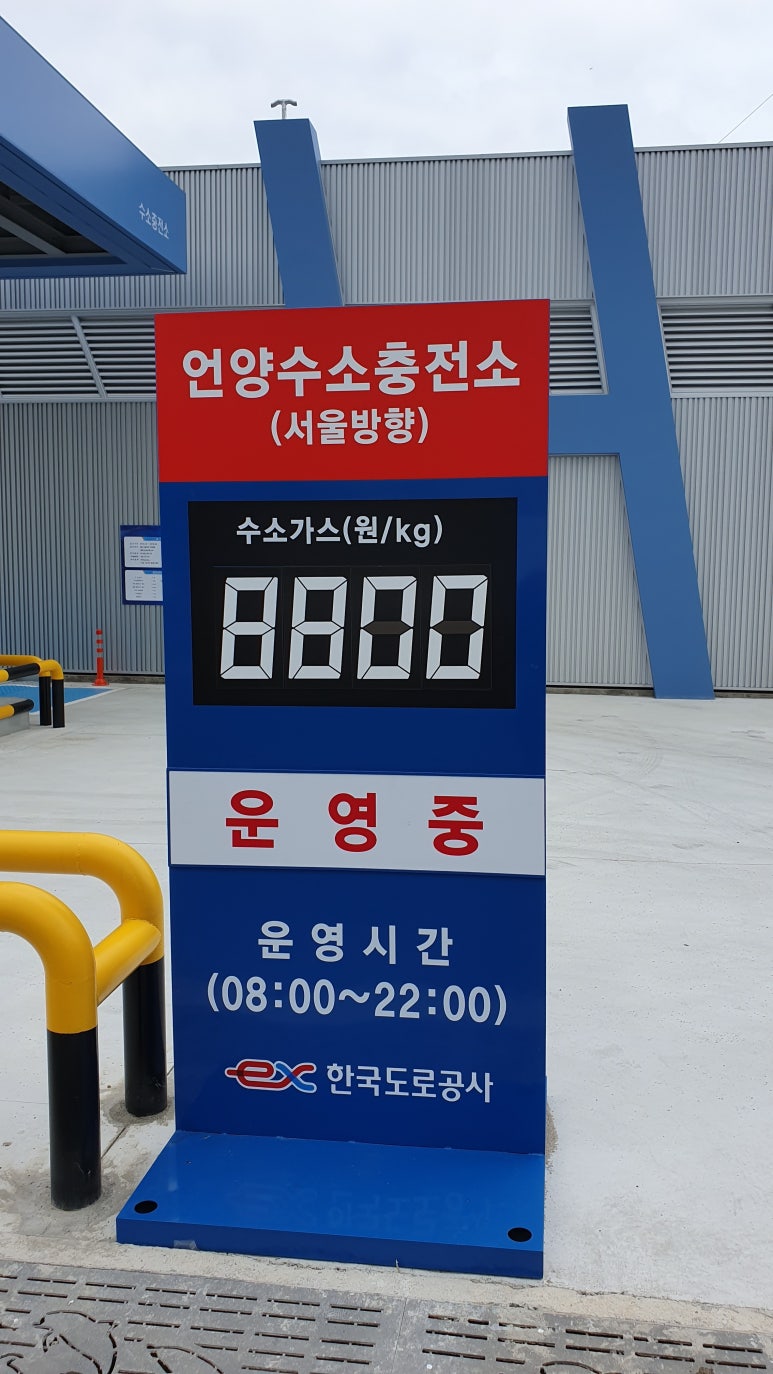 수소충전소
언양수소충전소
(서울방향)
수소가스(원/kg)
8800
운영중
운영시간
(08:00~22:00)
ex 한국도로공사